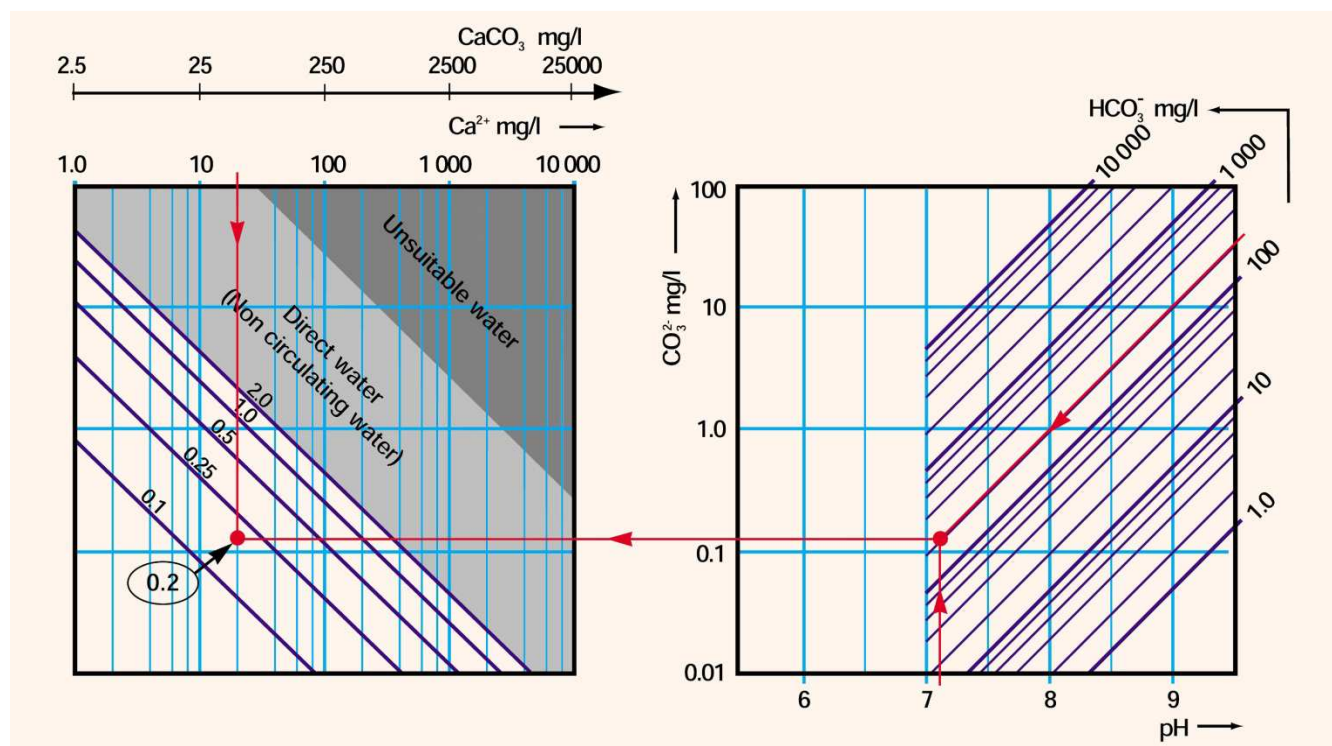 CaCO₃ mg/l
2.5 25 250 2500 25000
Ca²⁺ mg/l
1.0 10 100 1 000 10 000
Unsuitable water
Direct water
(Non circulating water)
2.0
1.0
0.5
0.25
0.1
0.2
HCO₃⁻ mg/l
10 000
1 000
100
10
1.0
CO₃²⁻ mg/l
100
10
1.0
0.1
0.01
6 7 8 9
pH